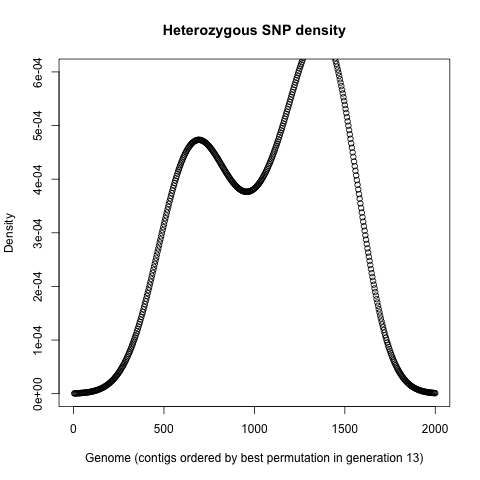 Heterozygous SNP density
Density
6e-04
5e-04
4e-04
3e-04
2e-04
1e-04
0e+00
0 500 1000 1500 2000
Genome (contigs ordered by best permutation in generation 13)